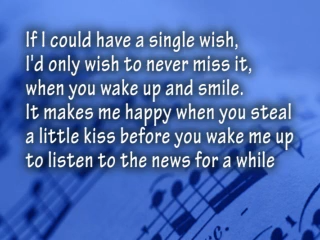 If I could have a single wish,
I'd only wish to never miss it,
when you wake up and smile.
It makes me happy when you steal
a little kiss before you wake me up
to listen to the news for a while